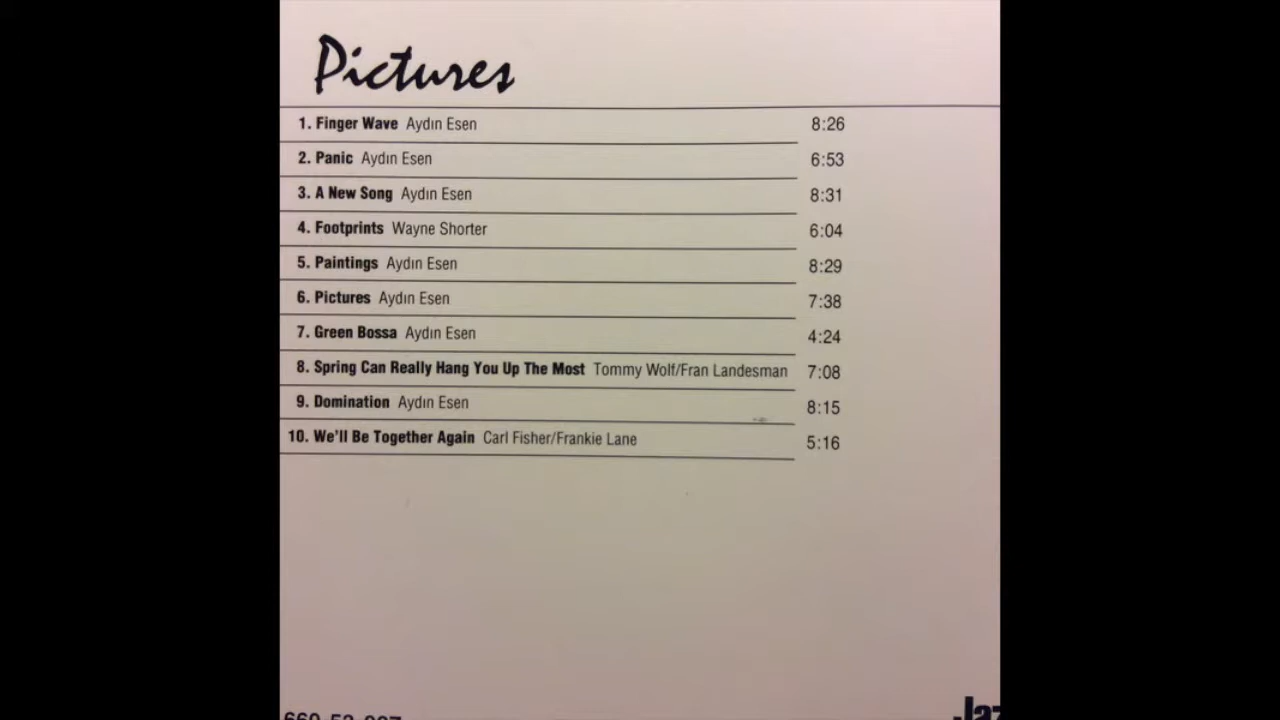 Pictures
1. Finger Wave Aydın Esen 8:26
2. Panic Aydın Esen 6:53
3. A New Song Aydın Esen 8:31
4. Footprints Wayne Shorter 6:04
5. Paintings Aydın Esen 8:29
6. Pictures Aydın Esen 7:38
7. Green Bossa Aydın Esen 4:24
8. Spring Can Really Hang You Up The Most Tommy Wolf/Fran Landesman 7:08
9. Domination Aydın Esen 8:15
10. We'll Be Together Again Carl Fisher/Frankie Lane 5:16